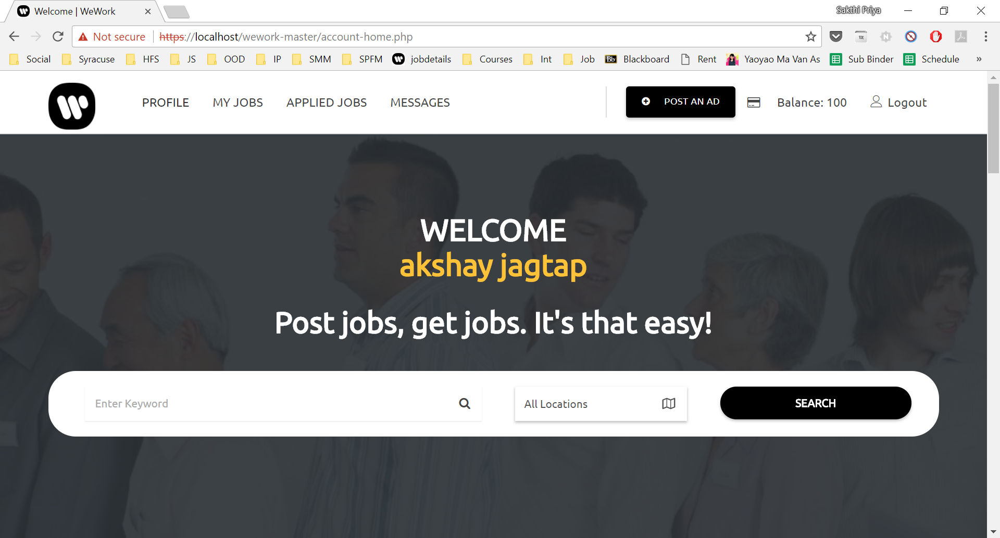 Welcome | WeWork
Sakthi Priya
Not secure https://localhost/wework-master/account-home.php
Social Syracuse HFS JS OOD IP SMM SPFM jobdetails Courses Int Job Bb Blackboard Rent Yaoyao Ma Van As Sub Binder Schedule »
W PROFILE MY JOBS APPLIED JOBS MESSAGES POST AN AD Balance: 100 Logout
WELCOME
akshay jagtap
Post jobs, get jobs. It's that easy!
Enter Keyword All Locations SEARCH